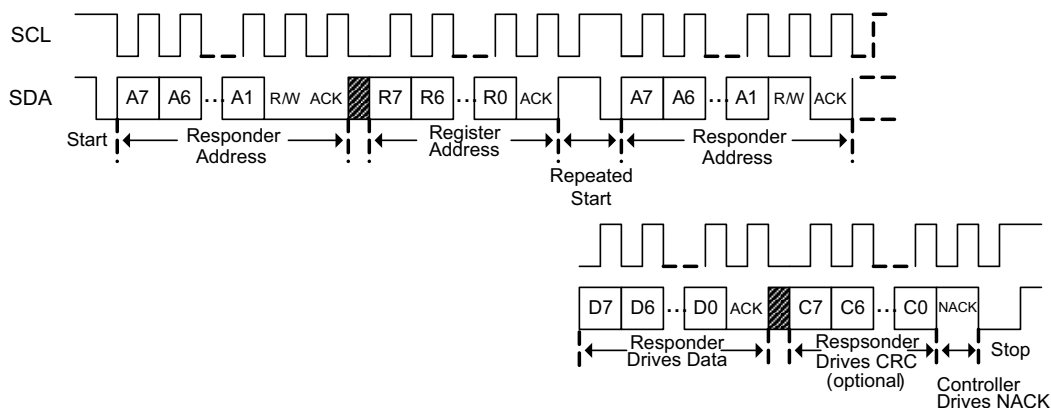 SCL
SDA A7 A6 ... A1 R/W ACK R7 R6 ... R0 ACK A7 A6 ... A1 R/W ACK
Start Responder Address Register Address Repeated Start Responder Address
D7 D6 ... D0 ACK C7 C6 ... C0 NACK
Responder Drives Data Respsonder Drives CRC (optional) Controller Drives NACK Stop